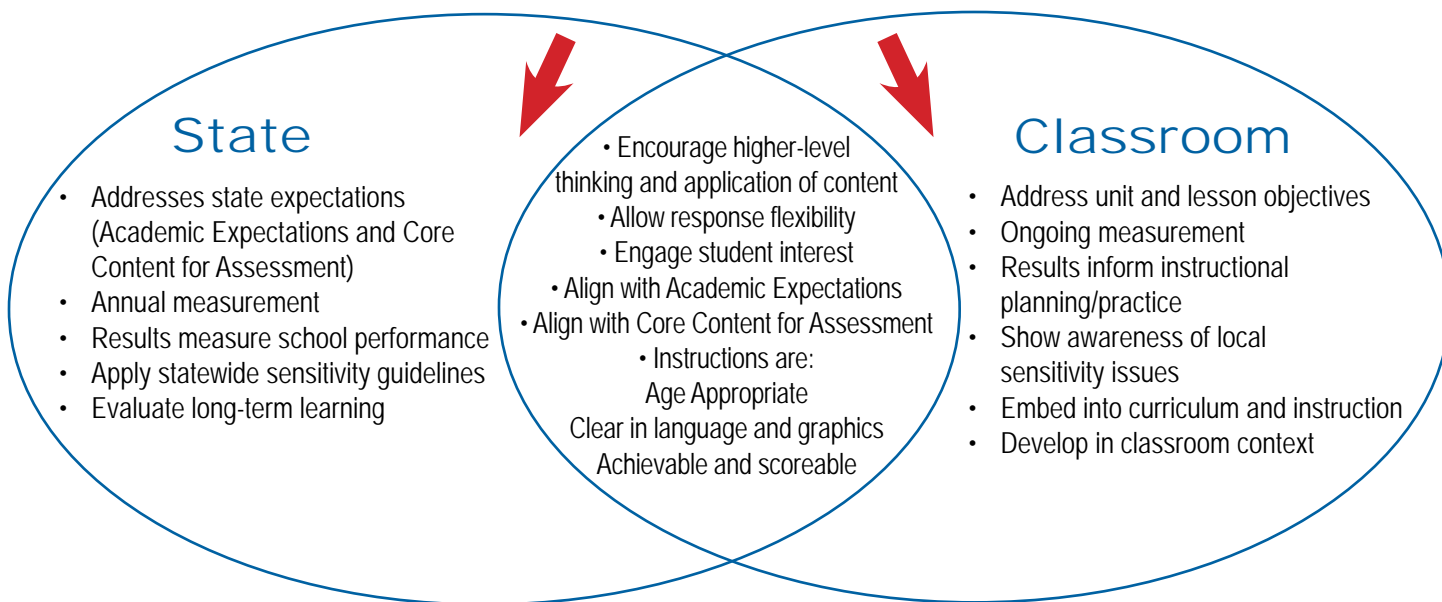 State
• Addresses state expectations
(Academic Expectations and Core
Content for Assessment)
• Annual measurement
• Results measure school performance
• Apply statewide sensitivity guidelines
• Evaluate long-term learning
• Encourage higher-level
thinking and application of content
• Allow response flexibility
• Engage student interest
• Align with Academic Expectations
• Align with Core Content for Assessment
• Instructions are:
Age Appropriate
Clear in language and graphics
Achievable and scoreable
Classroom
• Address unit and lesson objectives
• Ongoing measurement
• Results inform instructional
planning/practice
• Show awareness of local
sensitivity issues
• Embed into curriculum and instruction
• Develop in classroom context